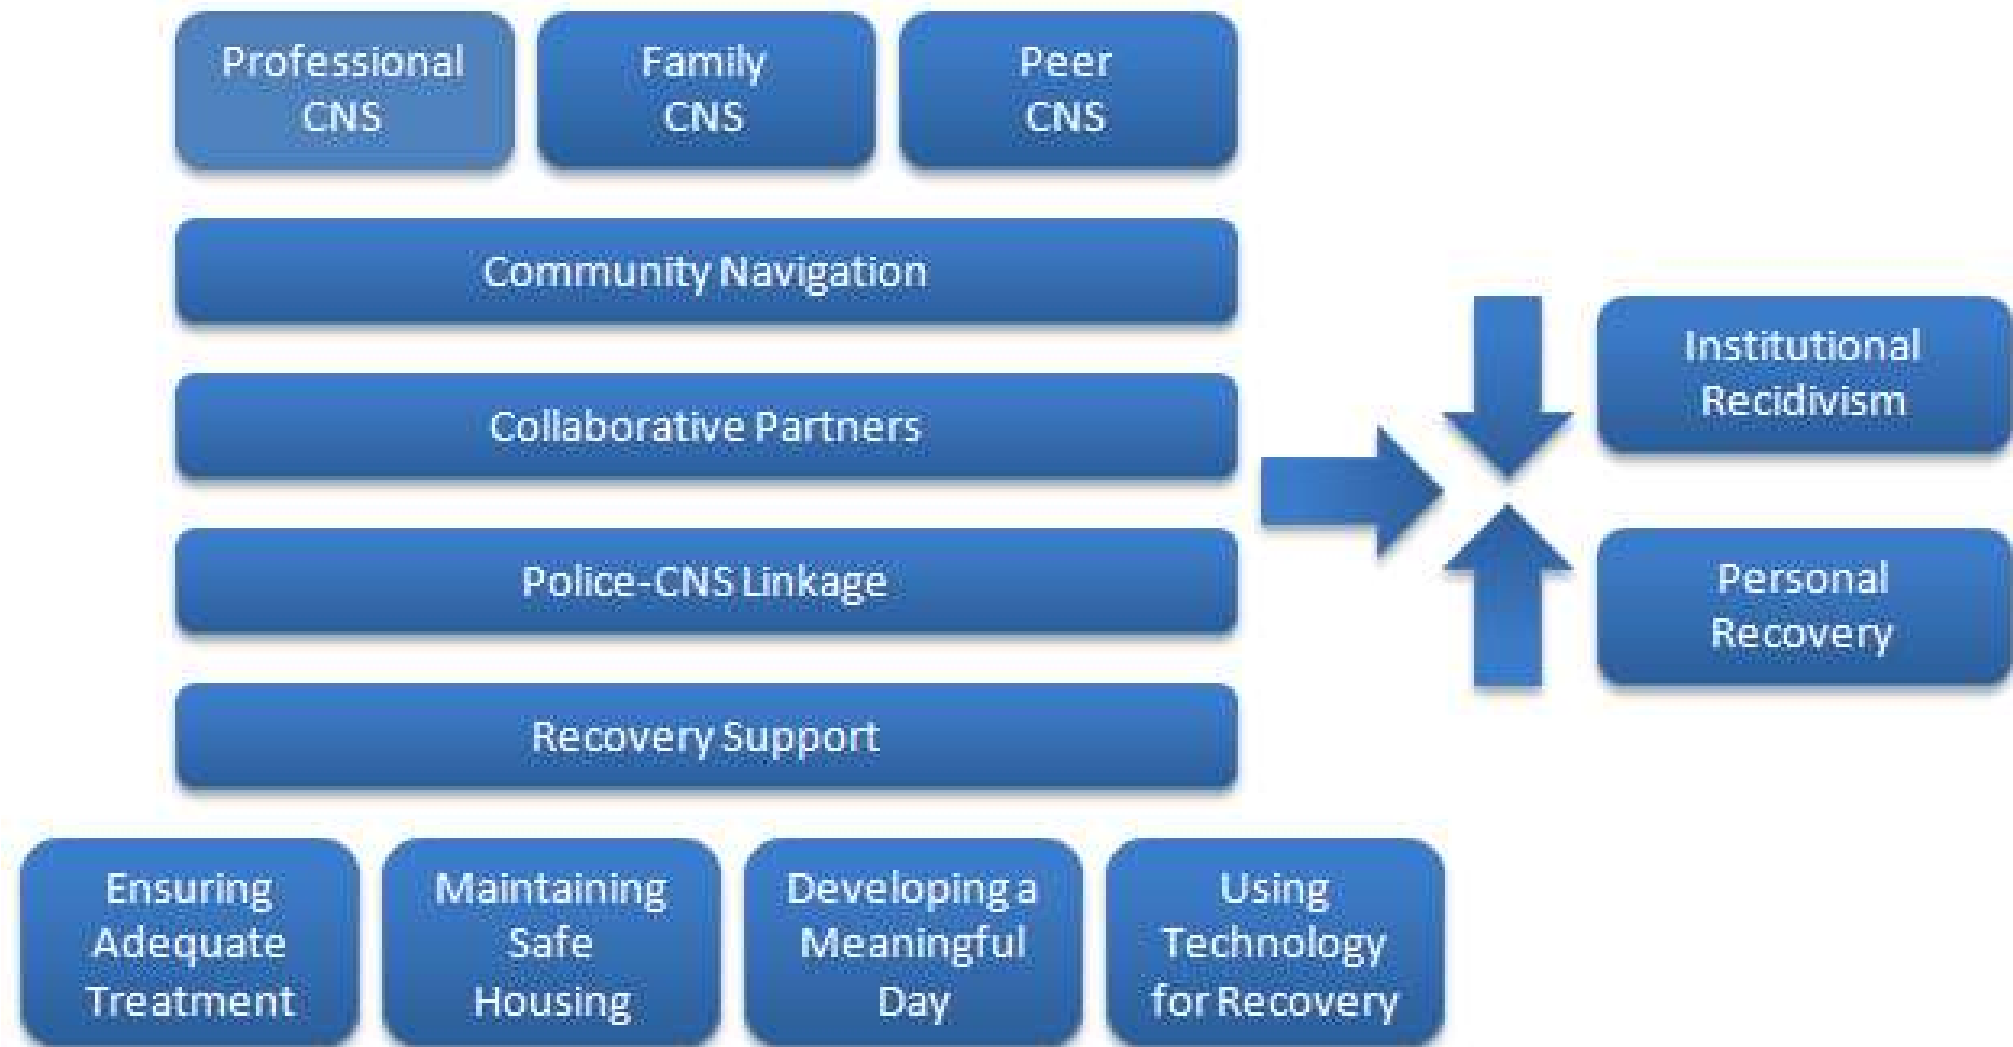 Professional
CNS
Family
CNS
Peer
CNS
Community Navigation
Collaborative Partners
Police-CNS Linkage
Recovery Support
Ensuring
Adequate
Treatment
Maintaining
Safe
Housing
Developing a
Meaningful
Day
Using
Technology
for Recovery
Institutional
Recidivism
Personal
Recovery